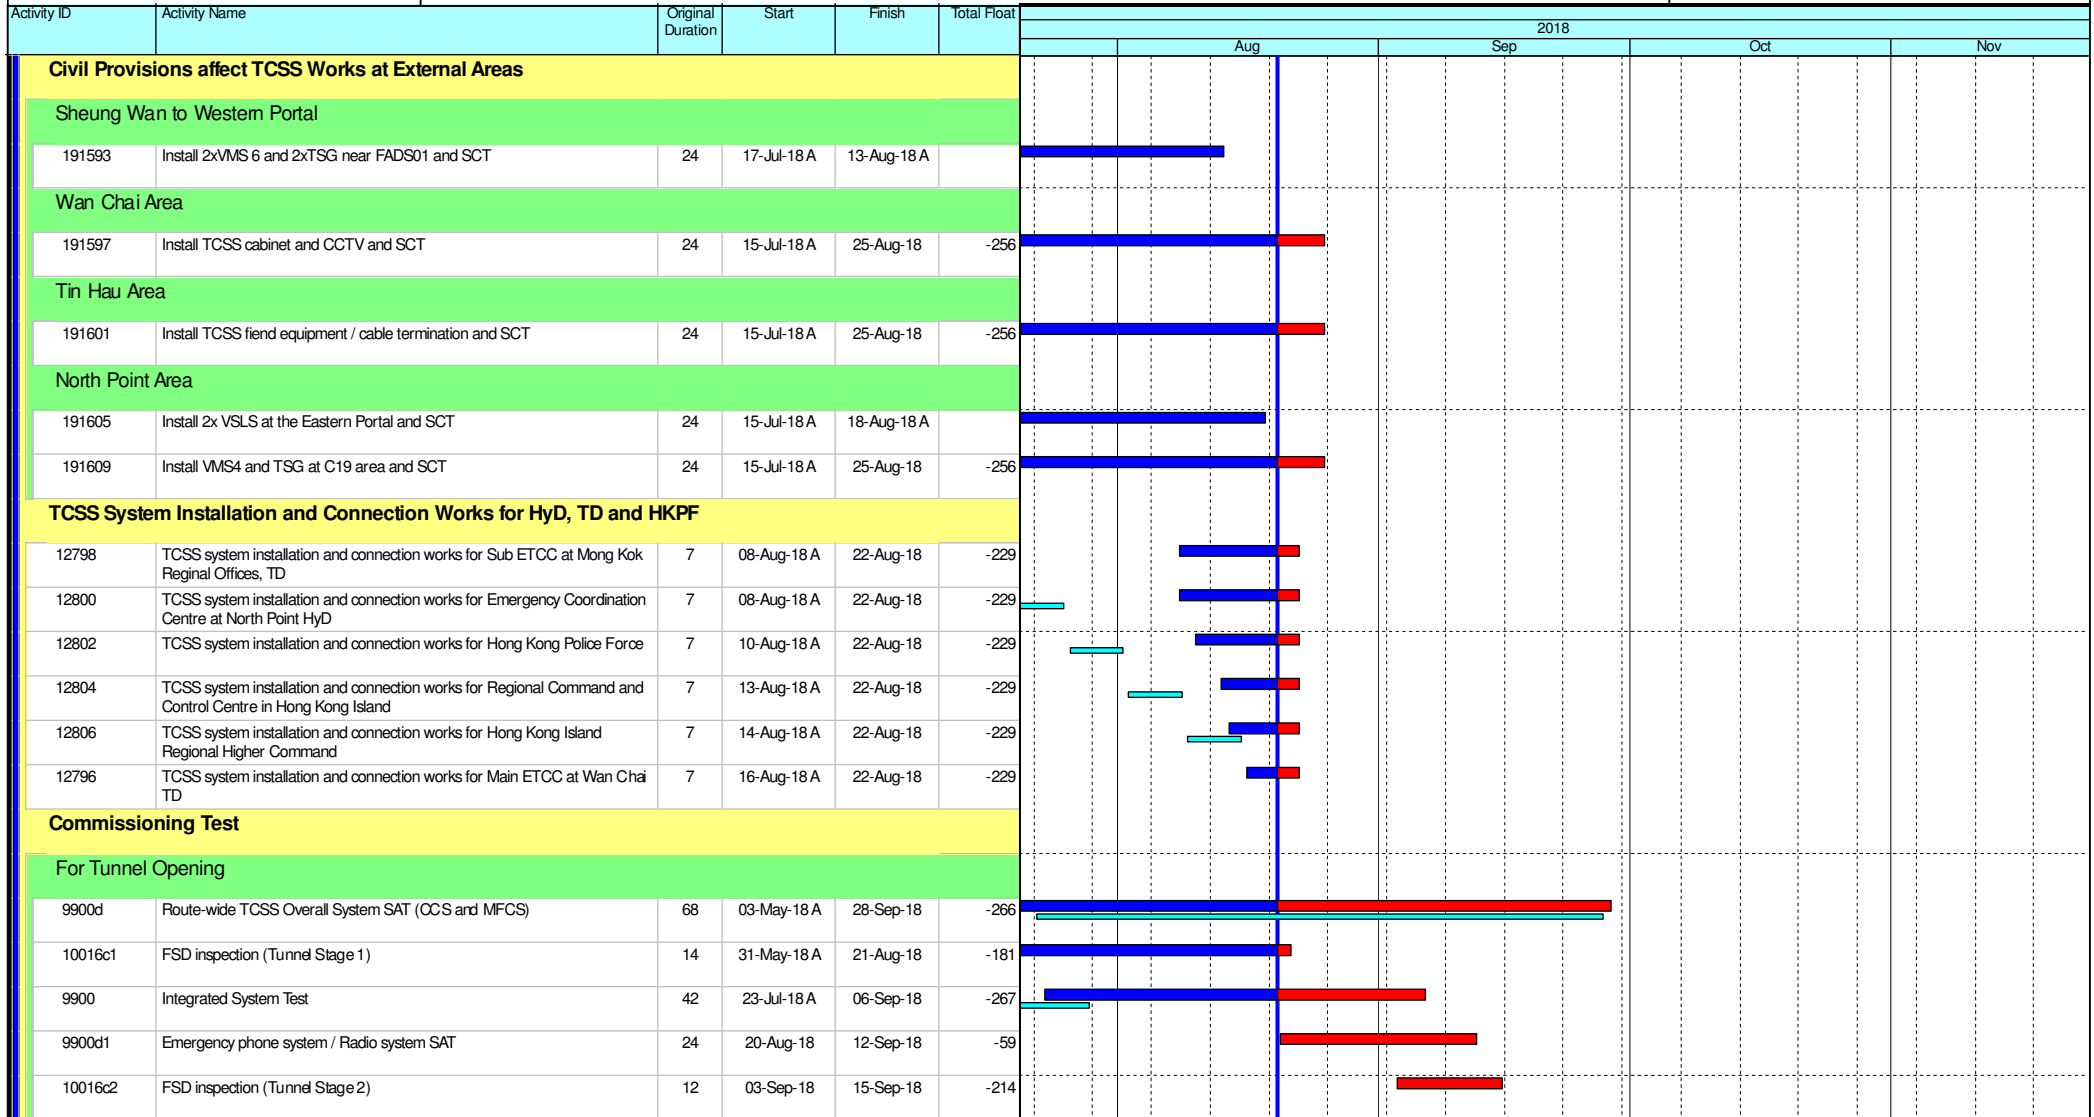 Activity ID Activity Name Original Duration Start Finish Total Float
2018
Aug Sep Oct Nov
Civil Provisions affect TCSS Works at External Areas
Sheung Wan to Western Portal
191593 Install 2xVMS 6 and 2xTSG near FADS01 and SCT 24 17-Jul-18 A 13-Aug-18 A
Wan Chai Area
191597 Install TCSS cabinet and CCTV and SCT 24 15-Jul-18 A 25-Aug-18 -256
Tin Hau Area
191601 Install TCSS fiend equipment / cable termination and SCT 24 15-Jul-18 A 25-Aug-18 -256
North Point Area
191605 Install 2x VSLS at the Eastern Portal and SCT 24 15-Jul-18 A 18-Aug-18 A
191609 Install VMS4 and TSG at C19 area and SCT 24 15-Jul-18 A 25-Aug-18 -256
TCSS System Installation and Connection Works for HyD, TD and HKPF
12798 TCSS system installation and connection works for Sub ETCC at Mong Kok 7 08-Aug-18 A 22-Aug-18 -229
Reginal Offices, TD
12800 TCSS system installation and connection works for Emergency Coordination 7 08-Aug-18 A 22-Aug-18 -229
Centre at North Point HyD
12802 TCSS system installation and connection works for Hong Kong Police Force 7 10-Aug-18 A 22-Aug-18 -229
12804 TCSS system installation and connection works for Regional Command and 7 13-Aug-18 A 22-Aug-18 -229
Control Centre in Hong Kong Island
12806 TCSS system installation and connection works for Hong Kong Island 7 14-Aug-18 A 22-Aug-18 -229
Regional Higher Command
12796 TCSS system installation and connection works for Main ETCC at Wan Chai 7 16-Aug-18 A 22-Aug-18 -229
TD
Commissioning Test
For Tunnel Opening
9900d Route-wide TCSS Overall System SAT (CCS and MFCS) 68 03-May-18 A 28-Sep-18 -266
10016c1 FSD inspection (Tunnel Stage 1) 14 31-May-18 A 21-Aug-18 -181
9900 Integrated System Test 42 23-Jul-18 A 06-Sep-18 -267
9900d1 Emergency phone system / Radio system SAT 24 20-Aug-18 12-Sep-18 -59
10016c2 FSD inspection (Tunnel Stage 2) 12 03-Sep-18 15-Sep-18 -214